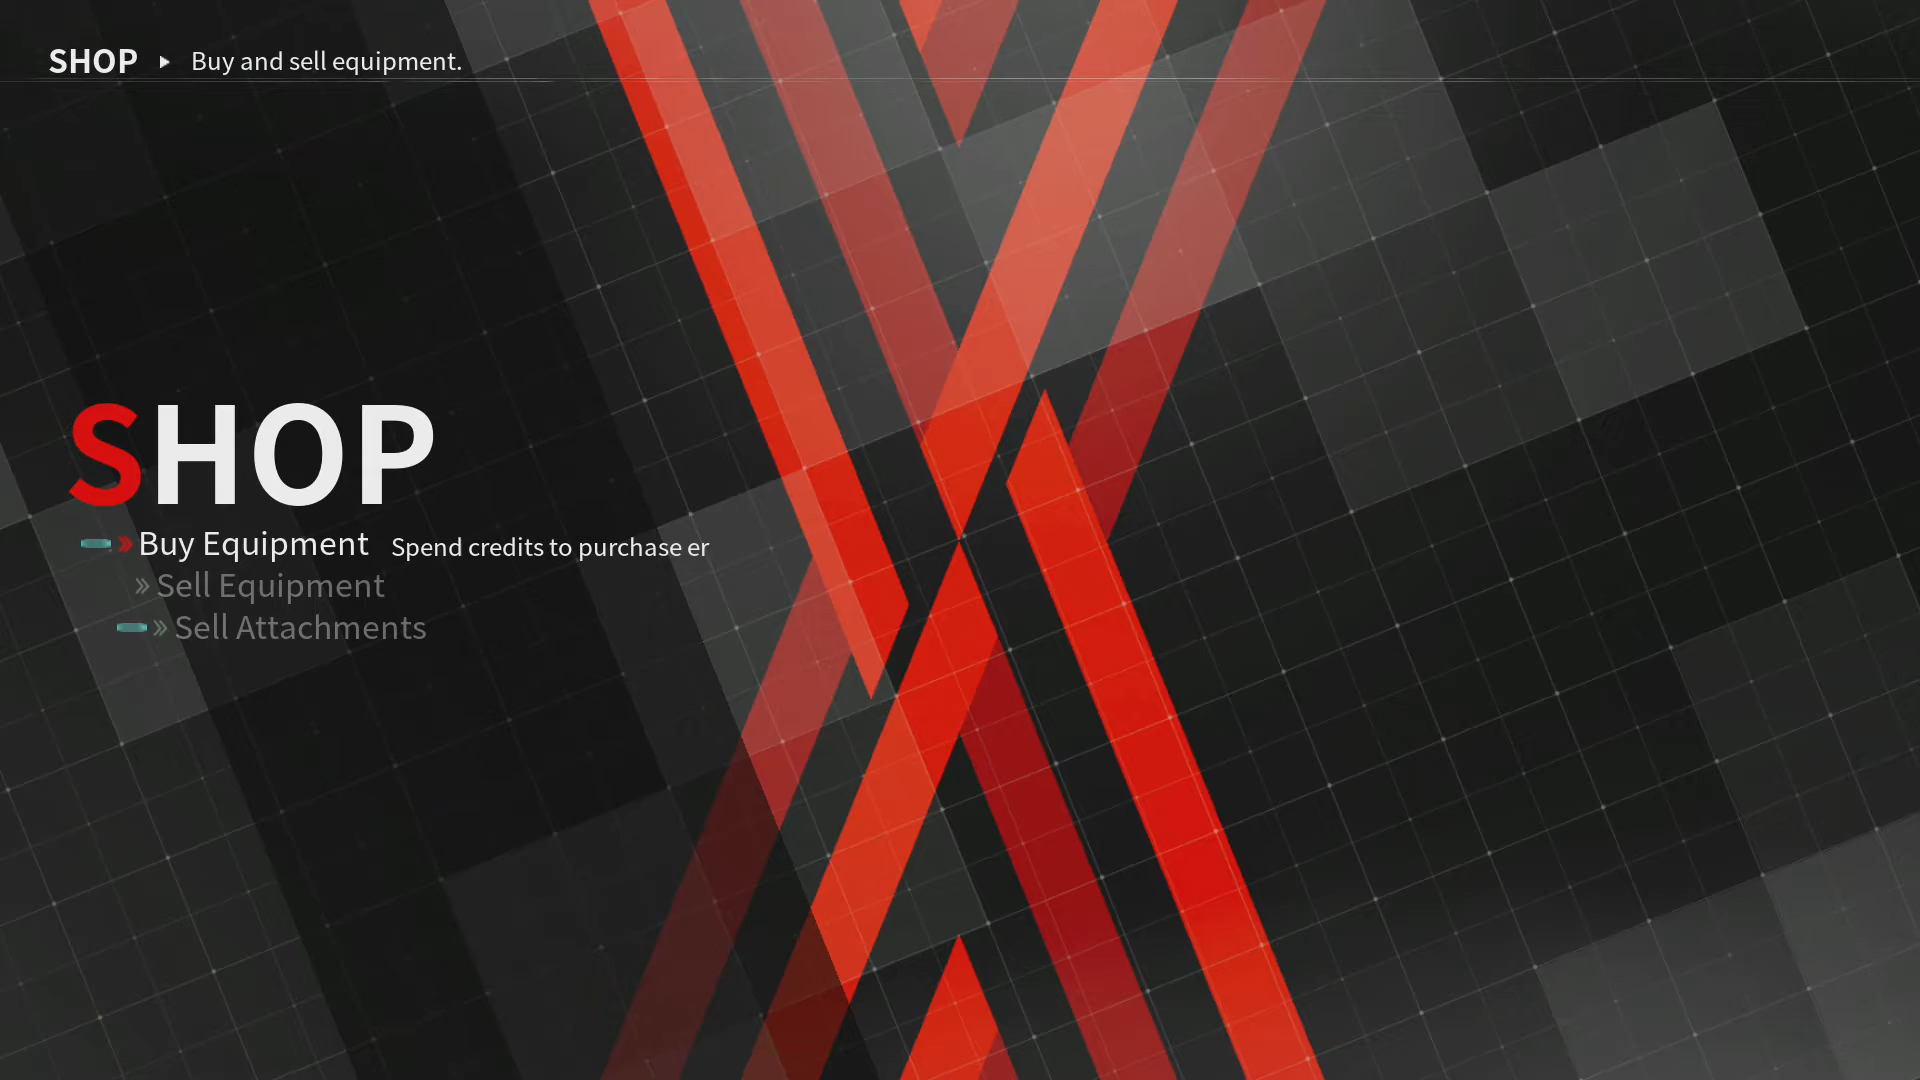 SHOP ▸ Buy and sell equipment.
SHOP
» Buy Equipment Spend credits to purchase er
» Sell Equipment
» Sell Attachments